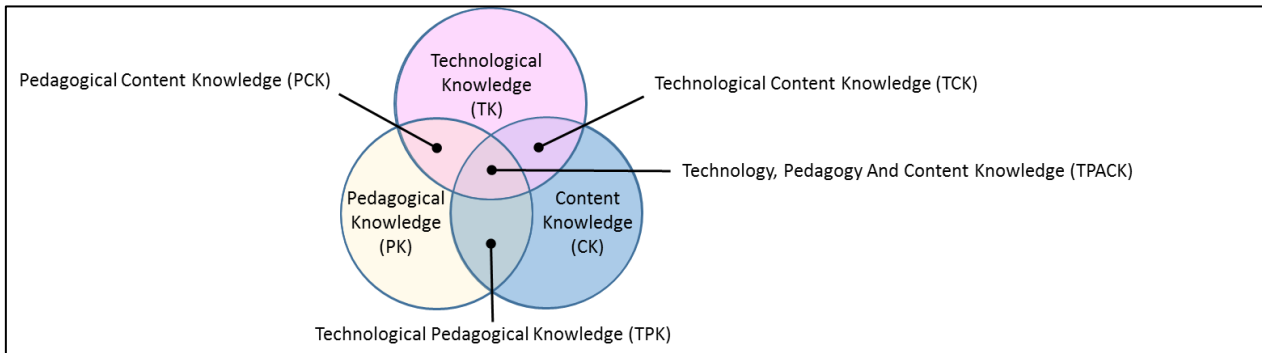 Technological
Knowledge
(TK)
Pedagogical Content Knowledge (PCK)
Technological Content Knowledge (TCK)
Technology, Pedagogy And Content Knowledge (TPACK)
Pedagogical
Knowledge
(PK)
Content
Knowledge
(CK)
Technological Pedagogical Knowledge (TPK)